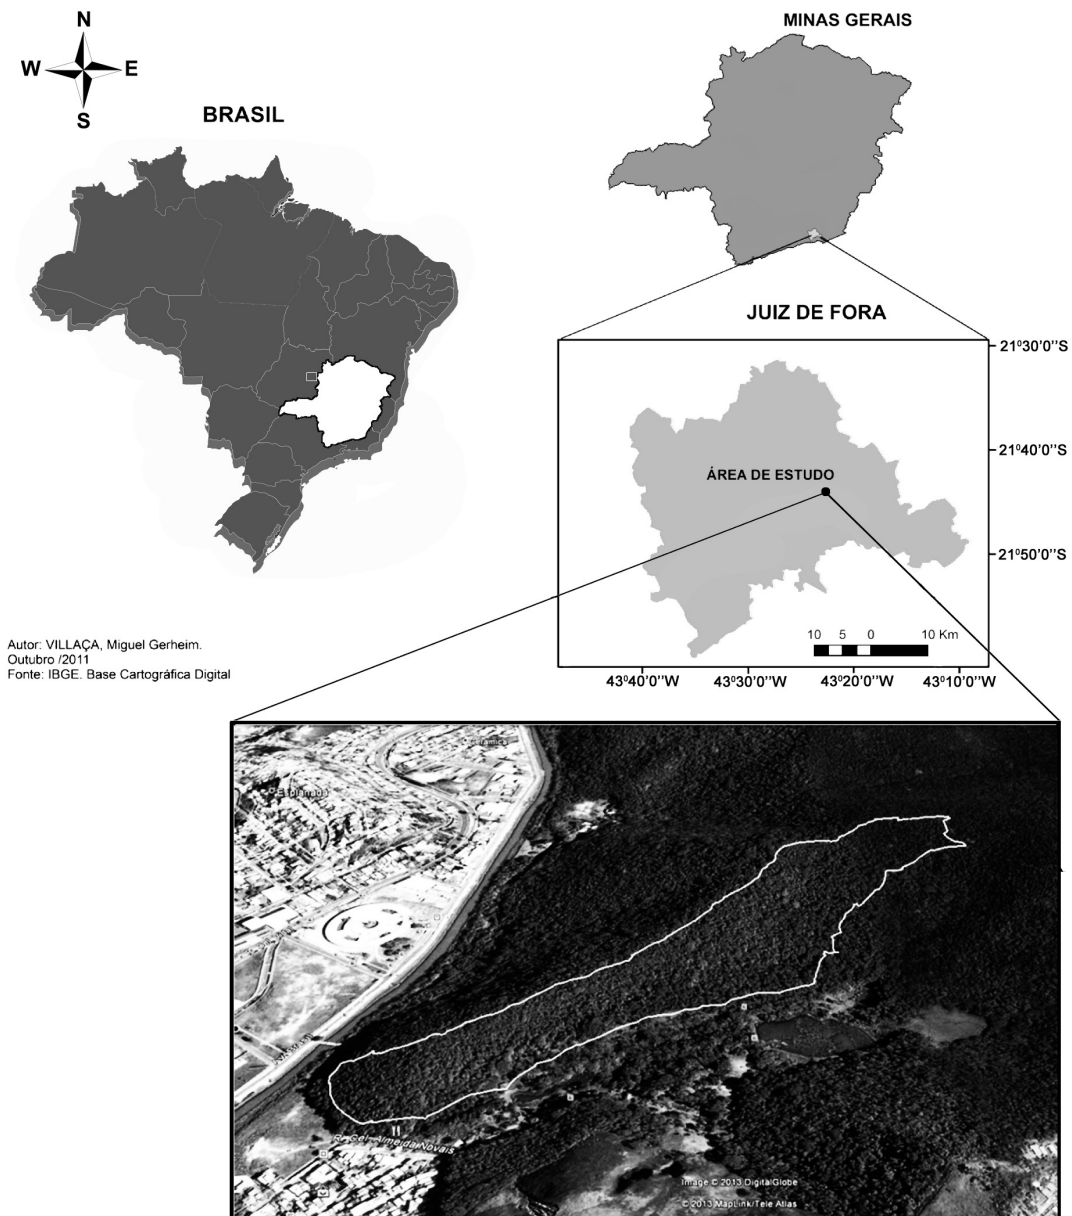 N
W E
S
BRASIL
MINAS GERAIS
JUIZ DE FORA
21º30'0''S
21º40'0''S
21º50'0''S
ÁREA DE ESTUDO
10 5 0 10 Km
43º40'0''W 43º30'0''W 43º20'0''W 43º10'0''W
Autor: VILLAÇA, Miguel Gerheim.
Outubro /2011
Fonte: IBGE. Base Cartográfica Digital
Esplanada
R. Cel. Almeida Novais
Image © 2013 DigitalGlobe
© 2013 MapLink/Tele Atlas